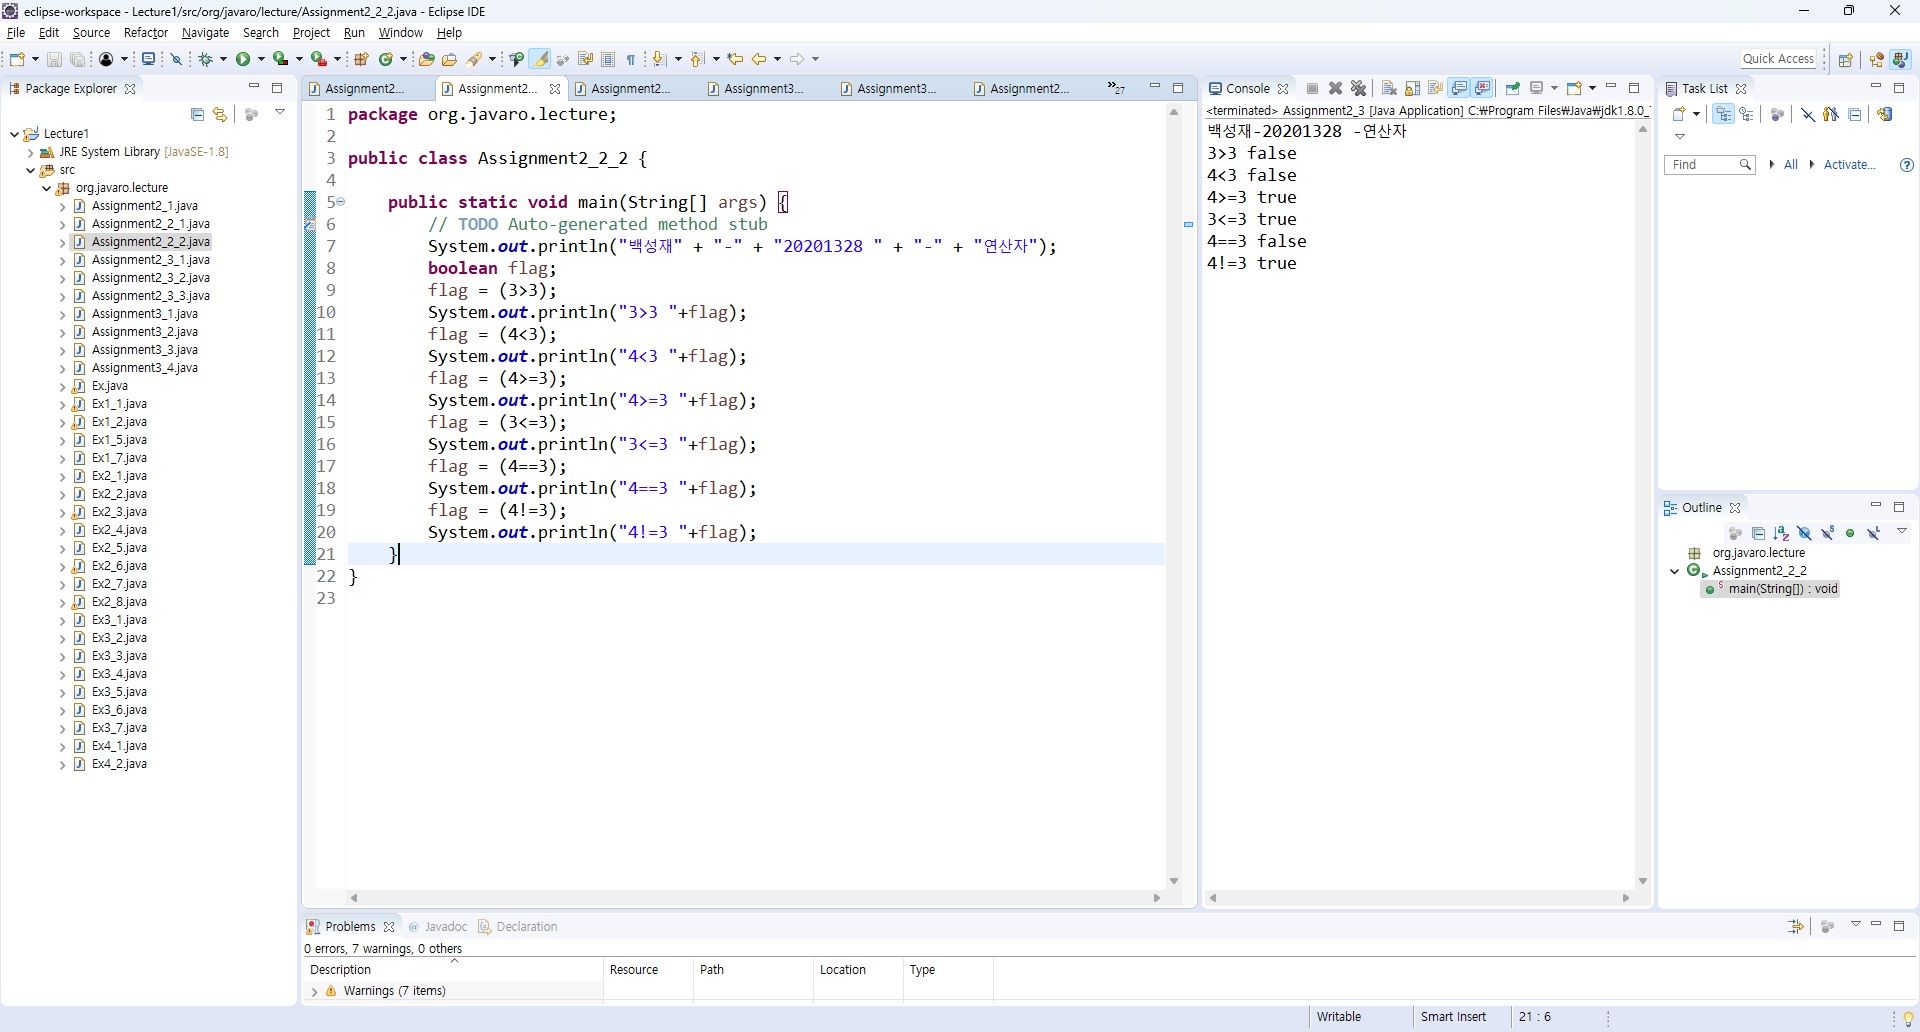 eclipse-workspace - Lecture1/src/org/javaro/lecture/Assignment2_2_2.java - Eclipse IDE
File Edit Source Refactor Navigate Search Project Run Window Help
Quick Access
Package Explorer
Lecture1
JRE System Library [JavaSE-1.8]
src
org.javaro.lecture
Assignment2_1.java
Assignment2_2_1.java
Assignment2_2_2.java
Assignment2_3_1.java
Assignment2_3_2.java
Assignment2_3_3.java
Assignment3_1.java
Assignment3_2.java
Assignment3_3.java
Assignment3_4.java
Ex.java
Ex1_1.java
Ex1_2.java
Ex1_5.java
Ex1_7.java
Ex2_1.java
Ex2_2.java
Ex2_3.java
Ex2_4.java
Ex2_5.java
Ex2_6.java
Ex2_7.java
Ex2_8.java
Ex3_1.java
Ex3_2.java
Ex3_3.java
Ex3_4.java
Ex3_5.java
Ex3_6.java
Ex3_7.java
Ex4_1.java
Ex4_2.java
Assignment2... Assignment2... Assignment2... Assignment3... Assignment3... Assignment2... »27
1 package org.javaro.lecture;
2
3 public class Assignment2_2_2 {
4
5 public static void main(String[] args) {
6 // TODO Auto-generated method stub
7 System.out.println("백성재" + "-" + "20201328 " + "-" + "연산자");
8 boolean flag;
9 flag = (3>3);
10 System.out.println("3>3 "+flag);
11 flag = (4<3);
12 System.out.println("4<3 "+flag);
13 flag = (4>=3);
14 System.out.println("4>=3 "+flag);
15 flag = (3<=3);
16 System.out.println("3<=3 "+flag);
17 flag = (4==3);
18 System.out.println("4==3 "+flag);
19 flag = (4!=3);
20 System.out.println("4!=3 "+flag);
21 }
22 }
23
Console
<terminated> Assignment2_3 [Java Application] C:₩Program Files₩Java₩jdk1.8.0_
백성재-20201328 -연산자
3>3 false
4<3 false
4>=3 true
3<=3 true
4==3 false
4!=3 true
Task List
Find All Activate...
Outline
org.javaro.lecture
Assignment2_2_2
main(String[]) : void
Problems Javadoc Declaration
0 errors, 7 warnings, 0 others
Description Resource Path Location Type
Warnings (7 items)
Writable Smart Insert 21 : 6